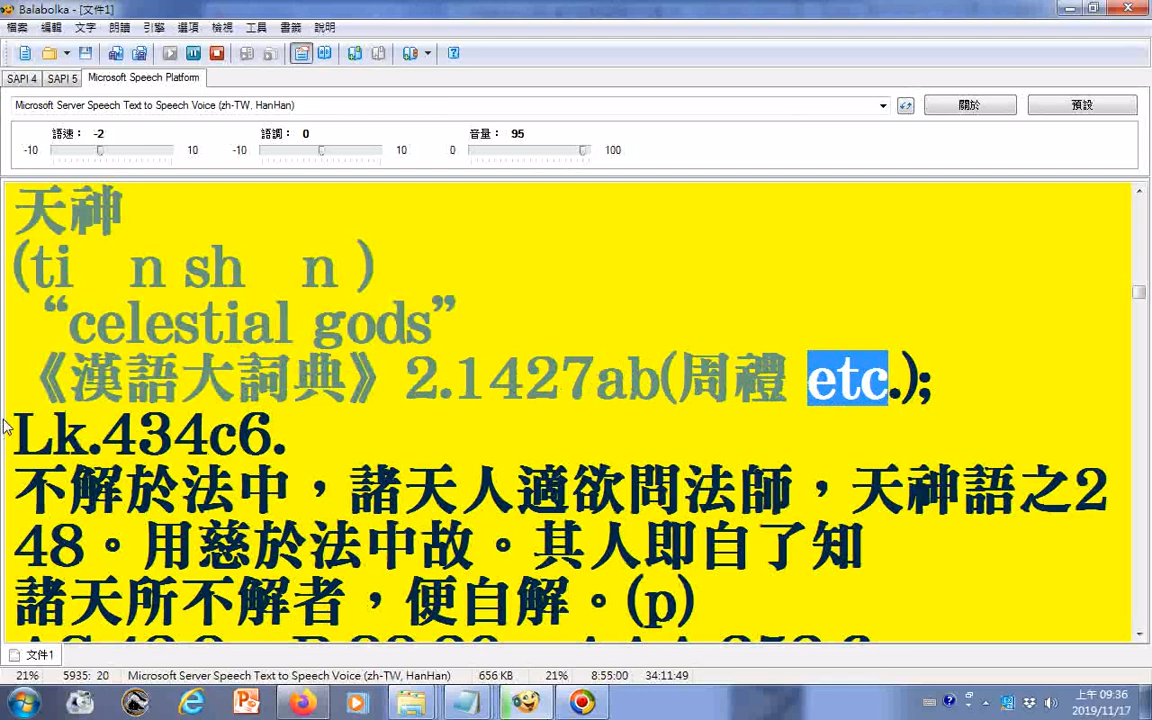 Balabolka - [文件1]
檔案 編輯 文字 朗讀 引擎 選項 檢視 工具 書籤 說明
SAPI 4 SAPI 5 Microsoft Speech Platform
Microsoft Server Speech Text to Speech Voice (zh-TW, HanHan) 關於 預設
語速： -2 語調： 0 音量： 95
-10 10 -10 10 0 100
天神
(ti n sh n )
“celestial gods”
《漢語大詞典》2.1427ab(周禮 etc.);
Lk.434c6.
不解於法中，諸天人適欲問法師，天神語之2
48。用慈於法中故。其人即自了知
諸天所不解者，便自解。(p)
文件1
21% 5935: 20 Microsoft Server Speech Text to Speech Voice (zh-TW, HanHan) 656 KB 21% 8:55:00 34:11:49
上午 09:36
2019/11/17